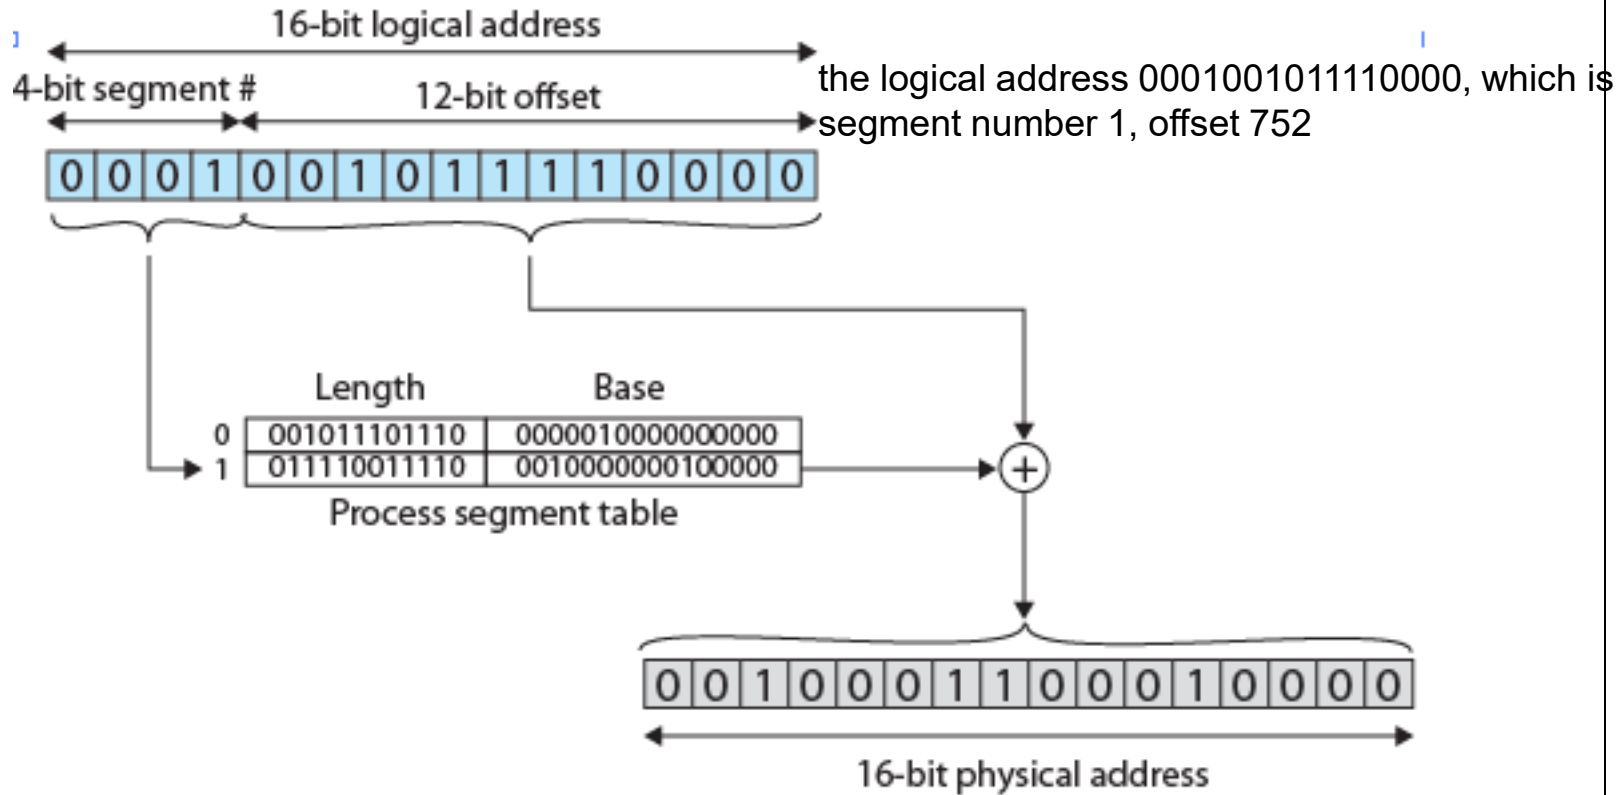 16-bit logical address
4-bit segment #
12-bit offset
the logical address 0001001011110000, which is
segment number 1, offset 752
0 0 0 1 0 0 1 0 1 1 1 1 0 0 0 0
Length Base
0 001011101110 0000010000000000
1 011110011110 0010000000100000
Process segment table
+
0 0 1 0 0 0 1 1 0 0 0 1 0 0 0 0
16-bit physical address